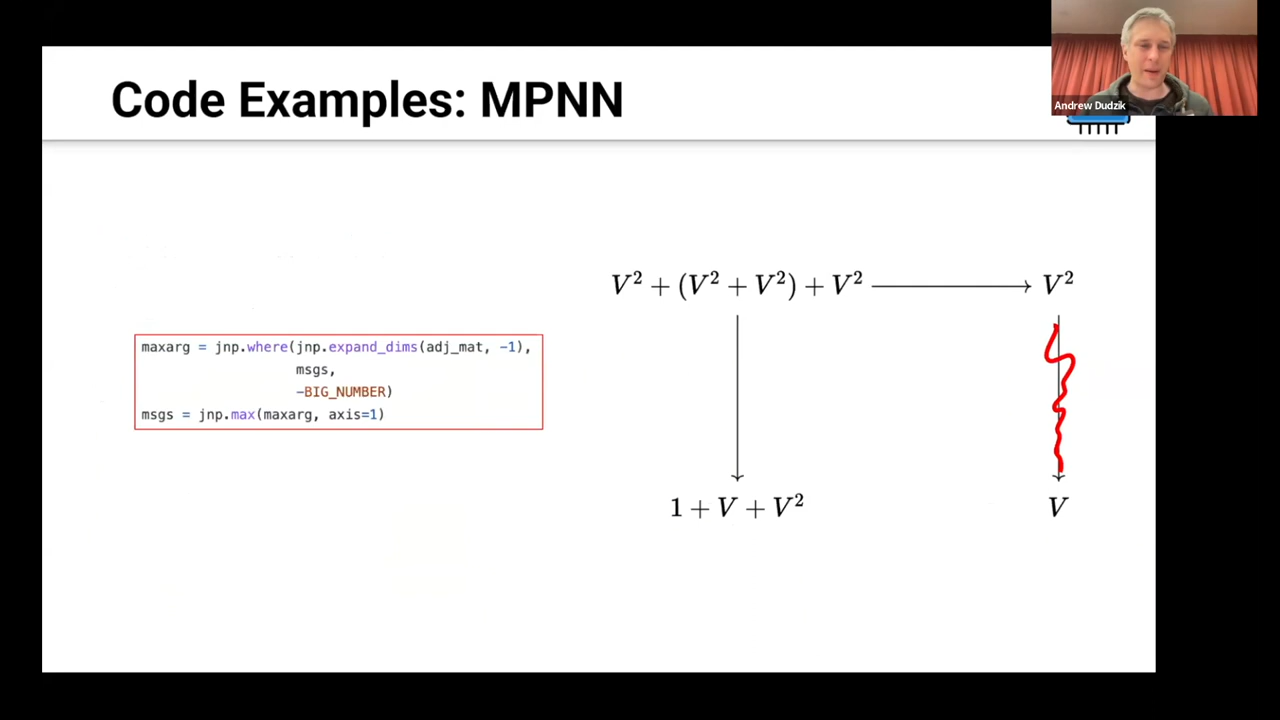 Code Examples: MPNN
Andrew Dudzik
V² + (V² + V²) + V² ⟶ V²
maxarg = jnp.where(jnp.expand_dims(adj_mat, -1),
msgs,
-BIG_NUMBER)
msgs = jnp.max(maxarg, axis=1)
1 + V + V² V